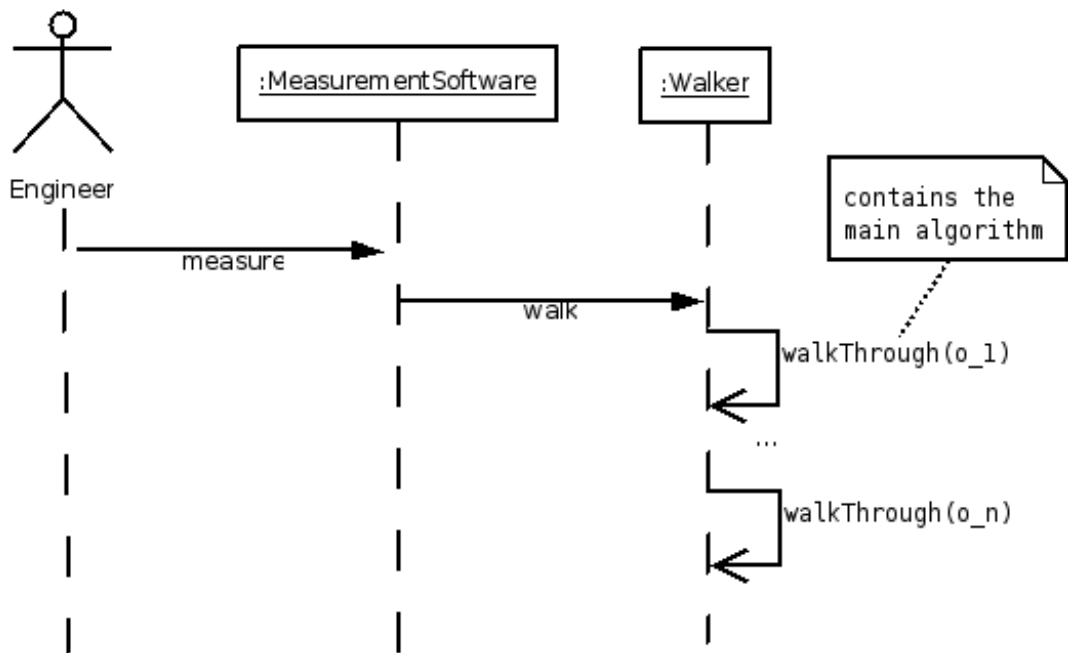 :MeasurementSoftware
:Walker
Engineer
contains the
main algorithm
measure
walk
walkThrough(o_1)
...
walkThrough(o_n)